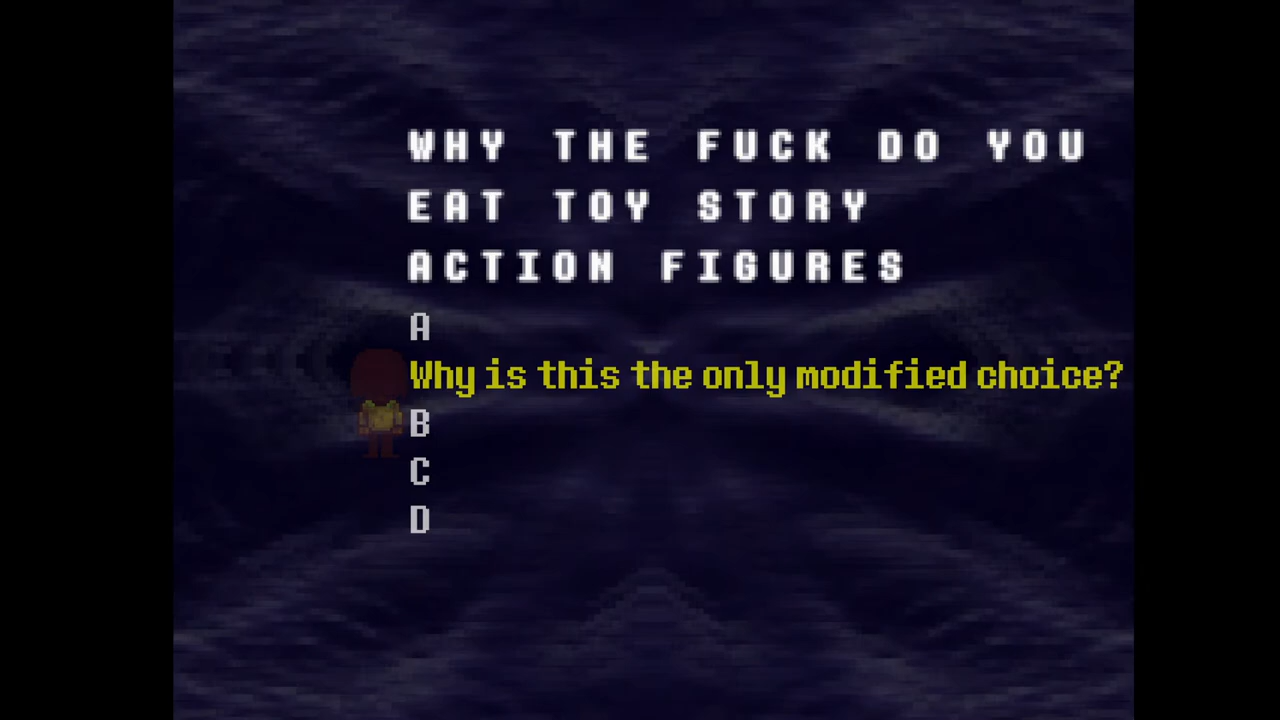 WHY THE FUCK DO YOU
EAT TOY STORY
ACTION FIGURES
A
Why is this the only modified choice?
B
C
D